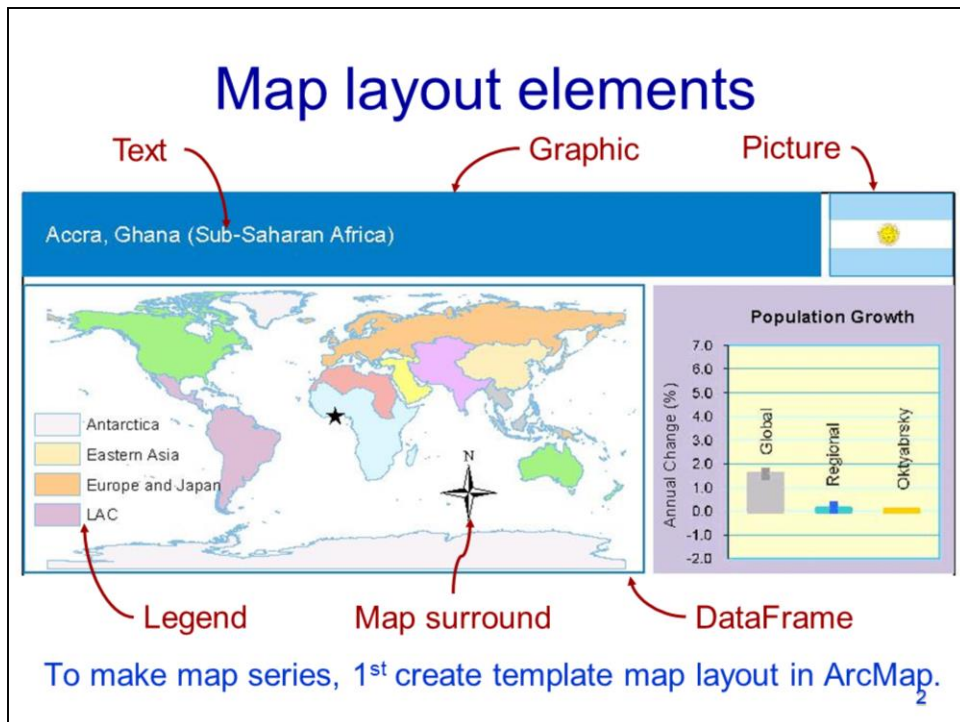 Map layout elements
Text
Graphic
Picture
Accra, Ghana (Sub-Saharan Africa)
Antarctica
Eastern Asia
Europe and Japan
LAC
N
Population Growth
Annual Change (%)
7.0
6.0
5.0
4.0
3.0
2.0
1.0
0.0
-1.0
-2.0
Global
Regional
Oktyabrsky
Legend
Map surround
DataFrame
To make map series, 1st create template map layout in ArcMap.
2